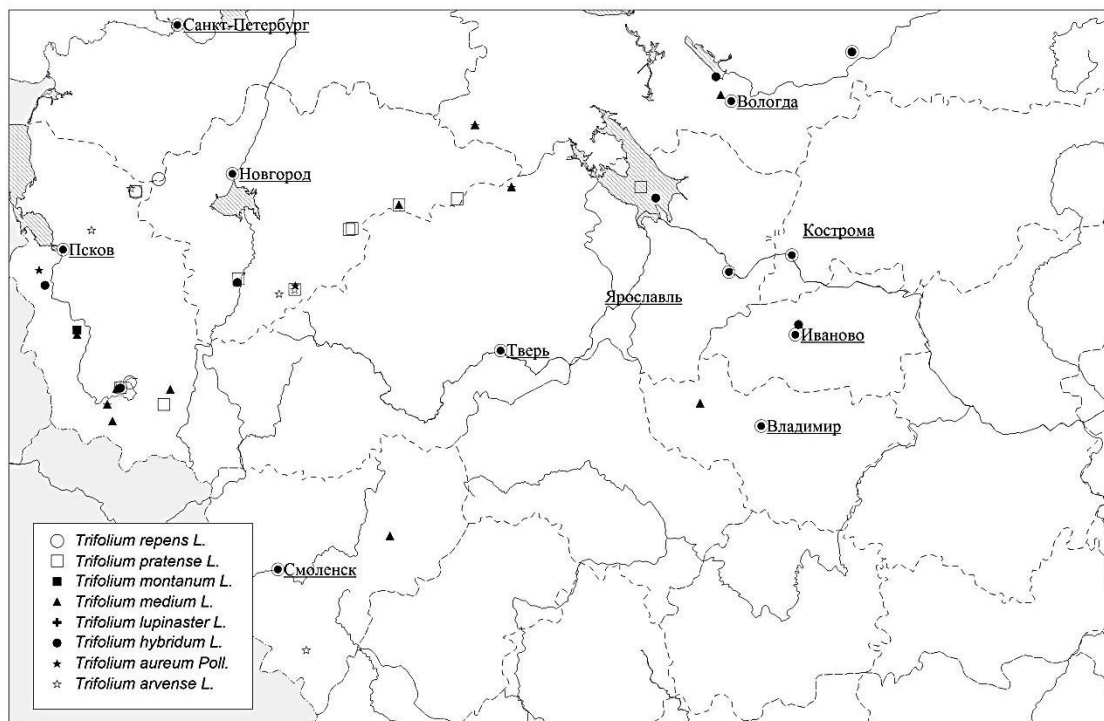 Санкт-Петербург
Вологда
Новгород
Псков
Кострома
Ярославль
Иваново
Тверь
Владимир
Смоленск
Trifolium repens L.
Trifolium pratense L.
Trifolium montanum L.
Trifolium medium L.
Trifolium lupinaster L.
Trifolium hybridum L.
Trifolium aureum Poll.
Trifolium arvense L.